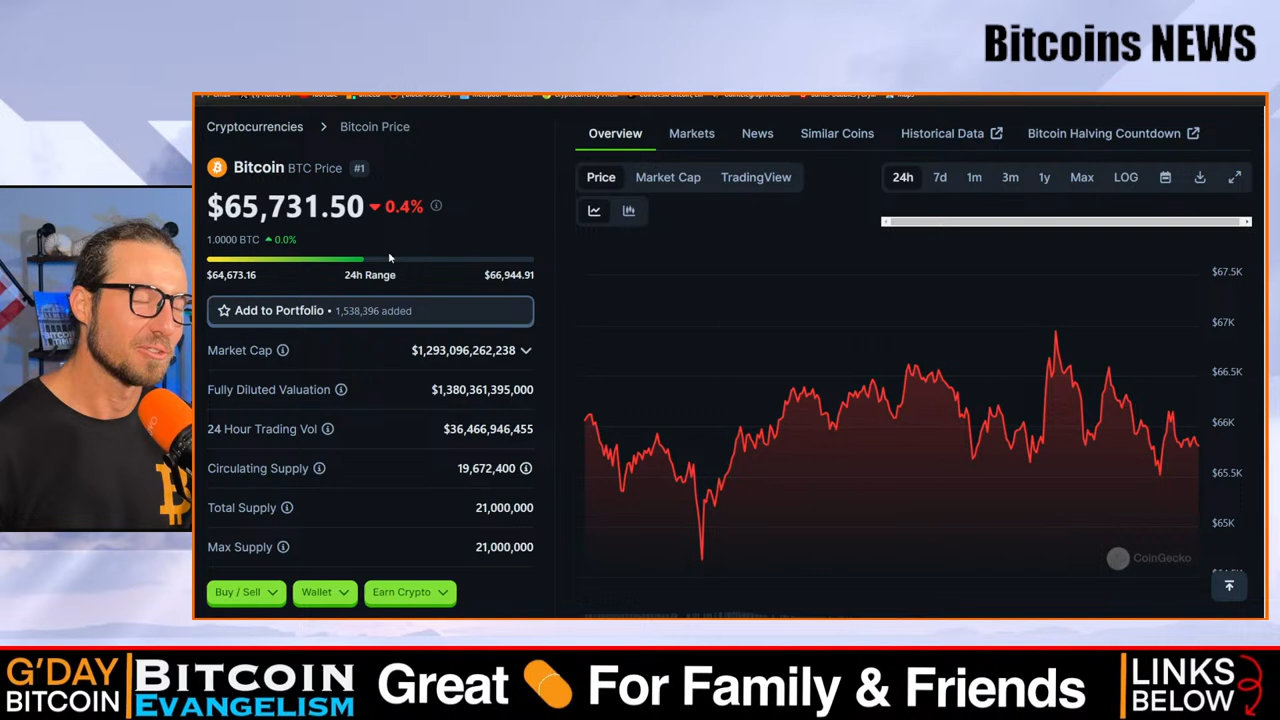 Bitcoins NEWS
Cryptocurrencies > Bitcoin Price
Bitcoin BTC Price #1
$65,731.50 0.4%
1.0000 BTC 0.0%
$64,673.16 24h Range $66,944.91
Add to Portfolio • 1,538,396 added
Market Cap $1,293,096,262,238
Fully Diluted Valuation $1,380,361,395,000
24 Hour Trading Vol $36,466,946,455
Circulating Supply 19,672,400
Total Supply 21,000,000
Max Supply 21,000,000
Buy / Sell Wallet Earn Crypto
Overview Markets News Similar Coins Historical Data Bitcoin Halving Countdown
Price Market Cap TradingView
24h 7d 1m 3m 1y Max LOG
$67.5K
$67K
$66.5K
$66K
$65.5K
$65K
CoinGecko
G'DAY
BITCOIN
BITCOIN
EVANGELISM
Great For Family & Friends
LINKS
BELOW